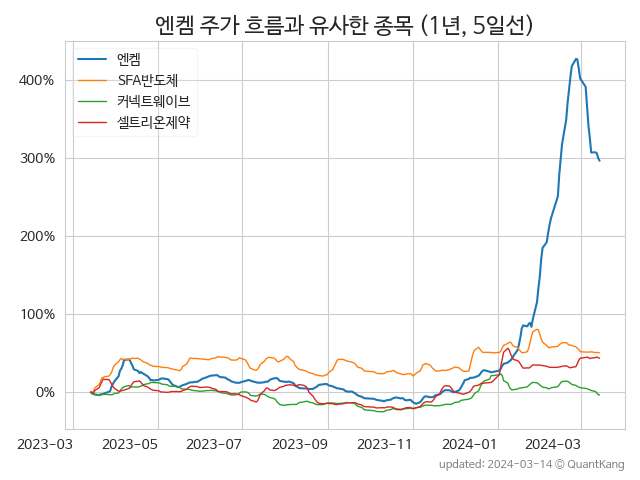 엔켐 주가 흐름과 유사한 종목 (1년, 5일선)
엔켐
SFA반도체
커넥트웨이브
셀트리온제약
400%
300%
200%
100%
0%
2023-03 2023-05 2023-07 2023-09 2023-11 2024-01 2024-03
updated: 2024-03-14 © QuantKang